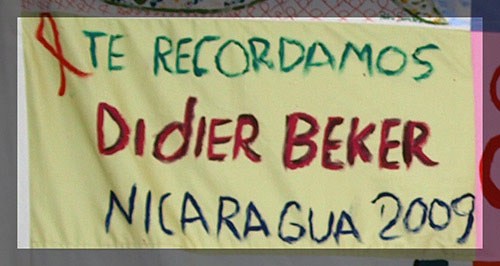 TE RECORDAMOS
DIdIER BEKER
NICARAGUA 2009